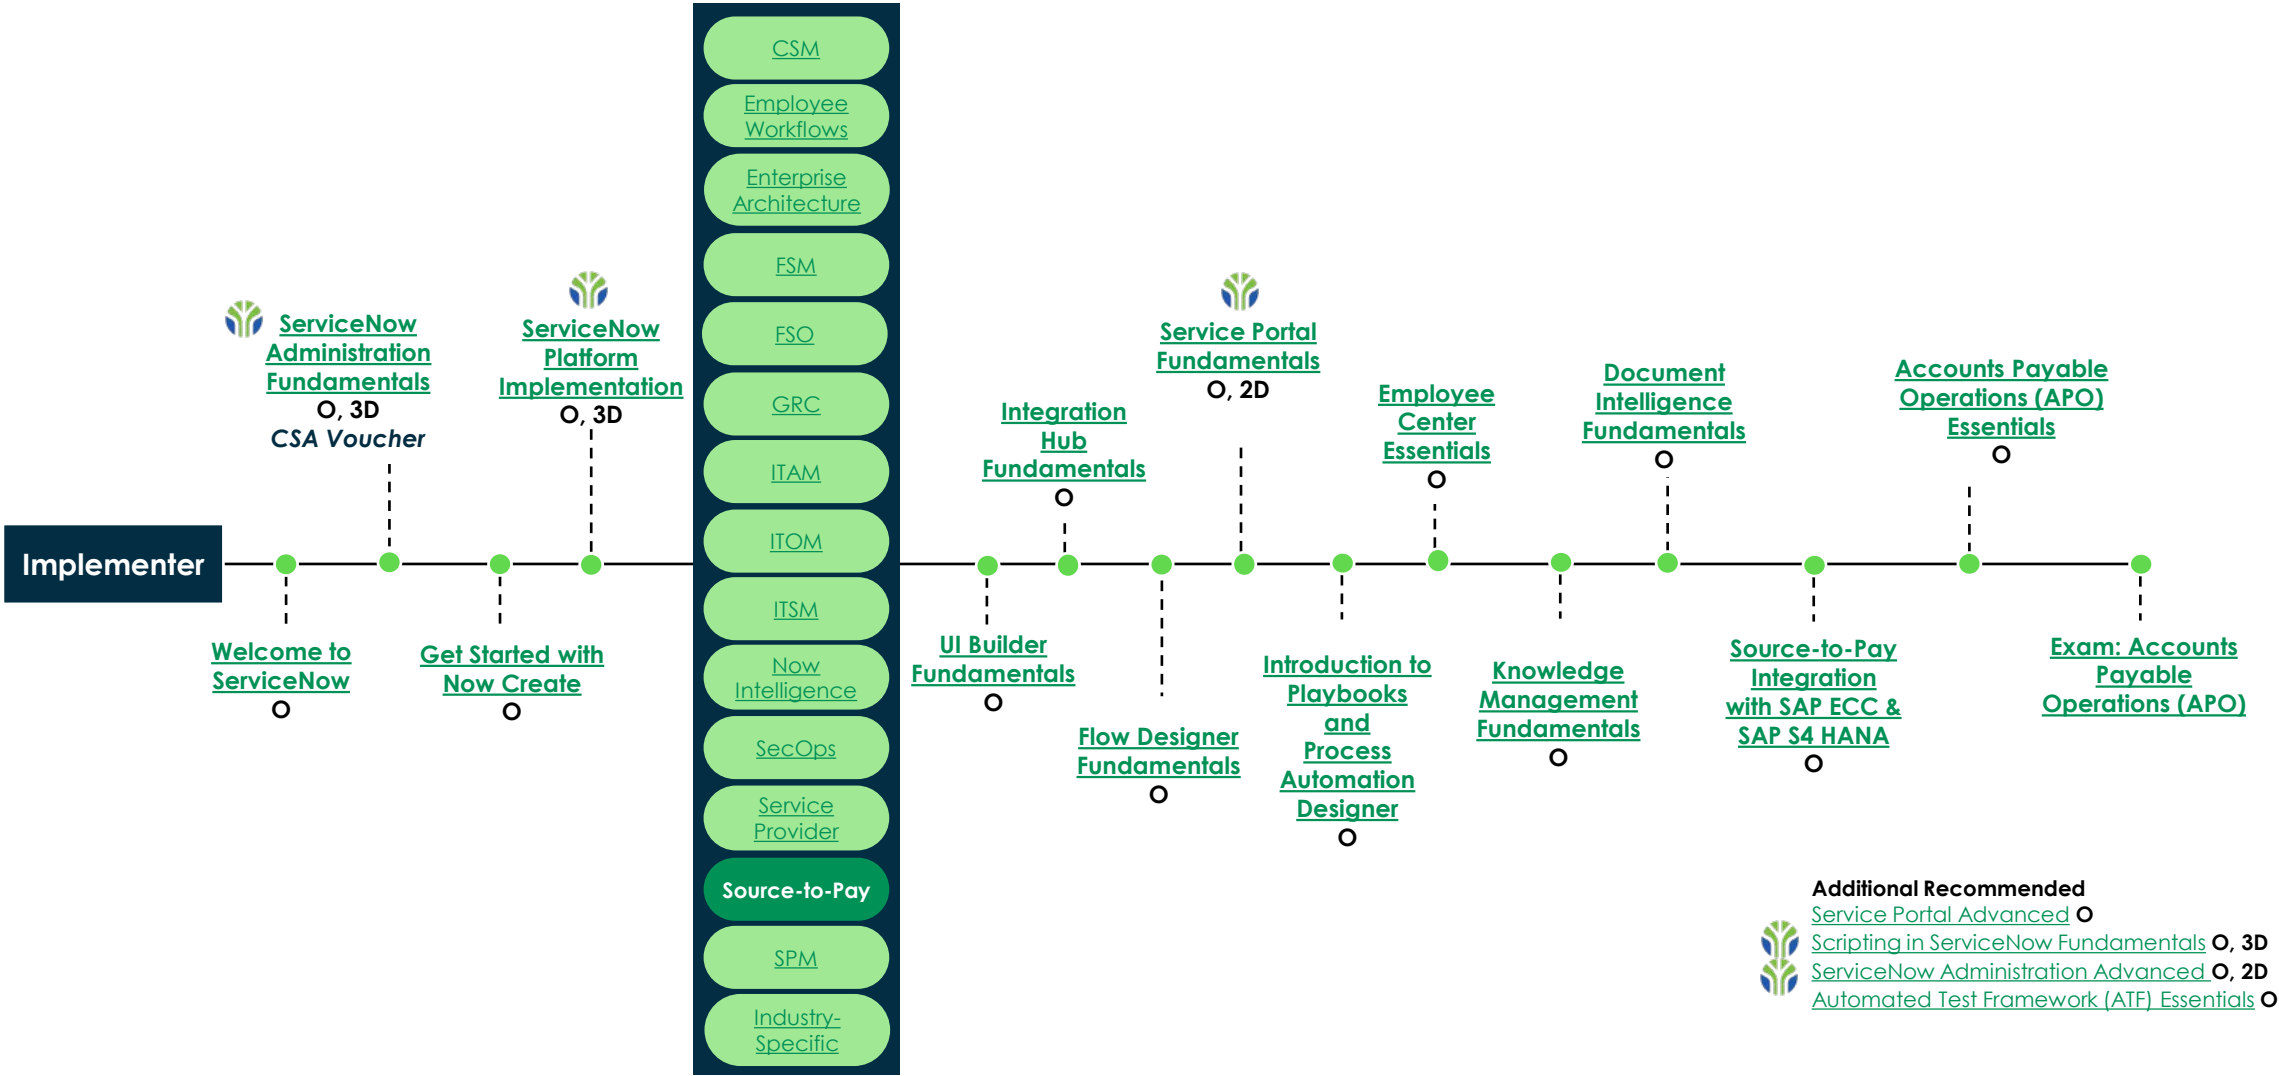 Implementer
Welcome to
ServiceNow
O
ServiceNow
Administration
Fundamentals
O, 3D
CSA Voucher
Get Started with
Now Create
O
ServiceNow
Platform
Implementation
O, 3D
CSM
Employee
Workflows
Enterprise
Architecture
FSM
FSO
GRC
ITAM
ITOM
ITSM
Now
Intelligence
SecOps
Service
Provider
Source-to-Pay
SPM
Industry-
Specific
UI Builder
Fundamentals
O
Integration
Hub
Fundamentals
O
Flow Designer
Fundamentals
O
Service Portal
Fundamentals
O, 2D
Introduction to
Playbooks
and
Process
Automation
Designer
O
Employee
Center
Essentials
O
Knowledge
Management
Fundamentals
O
Document
Intelligence
Fundamentals
O
Source-to-Pay
Integration
with SAP ECC &
SAP S4 HANA
O
Accounts Payable
Operations (APO)
Essentials
O
Exam: Accounts
Payable
Operations (APO)
Additional Recommended
Service Portal Advanced O
Scripting in ServiceNow Fundamentals O, 3D
ServiceNow Administration Advanced O, 2D
Automated Test Framework (ATF) Essentials O